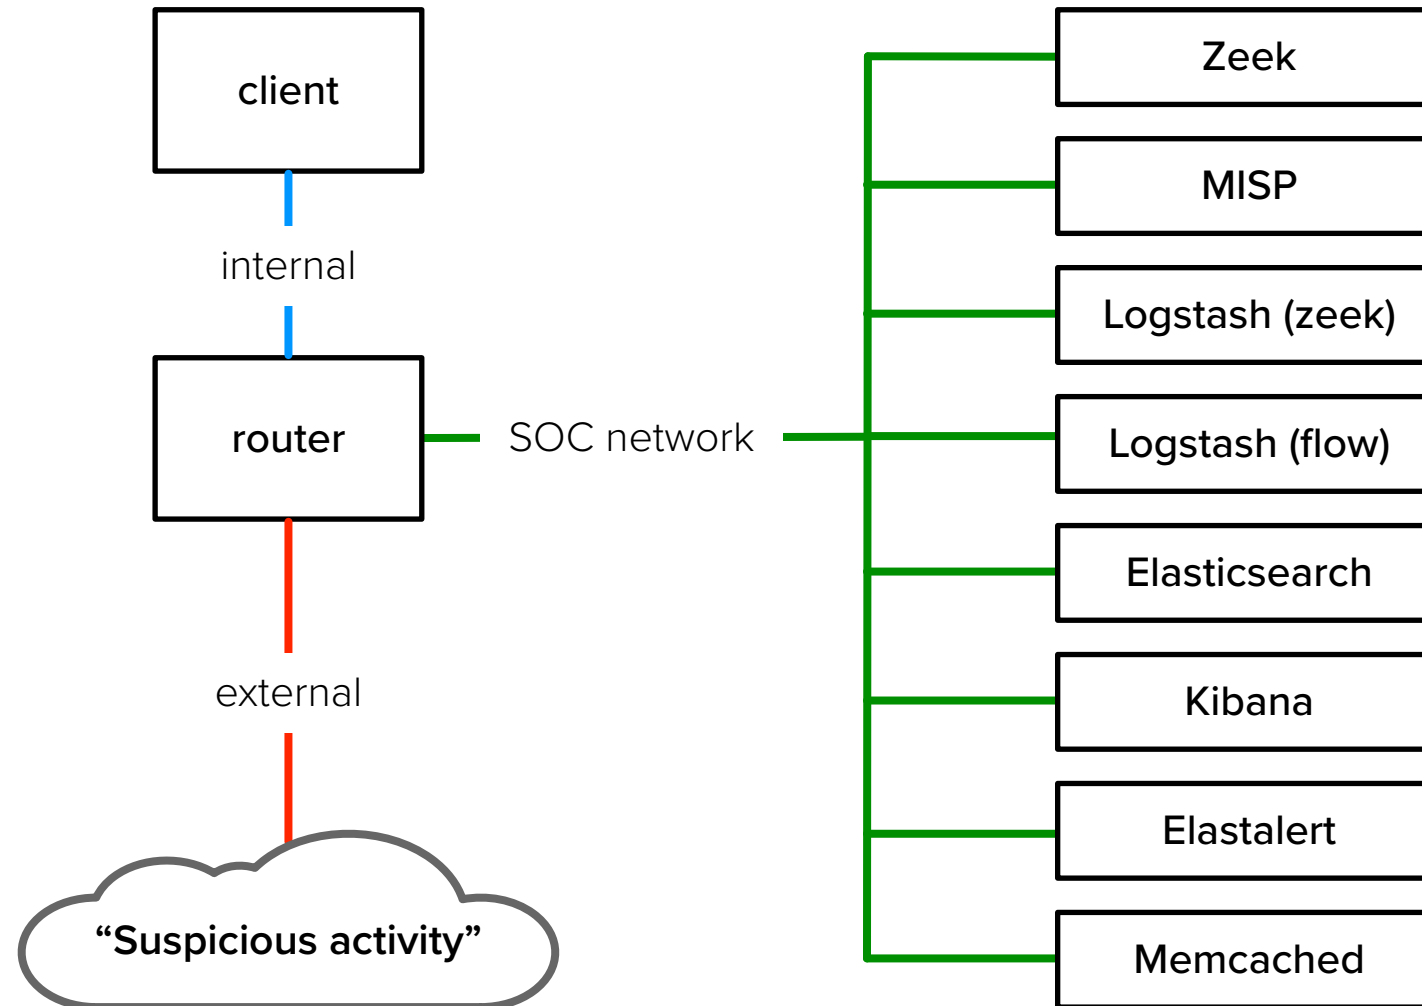 client
internal
router
SOC network
external
“Suspicious activity”
Zeek
MISP
Logstash (zeek)
Logstash (flow)
Elasticsearch
Kibana
Elastalert
Memcached